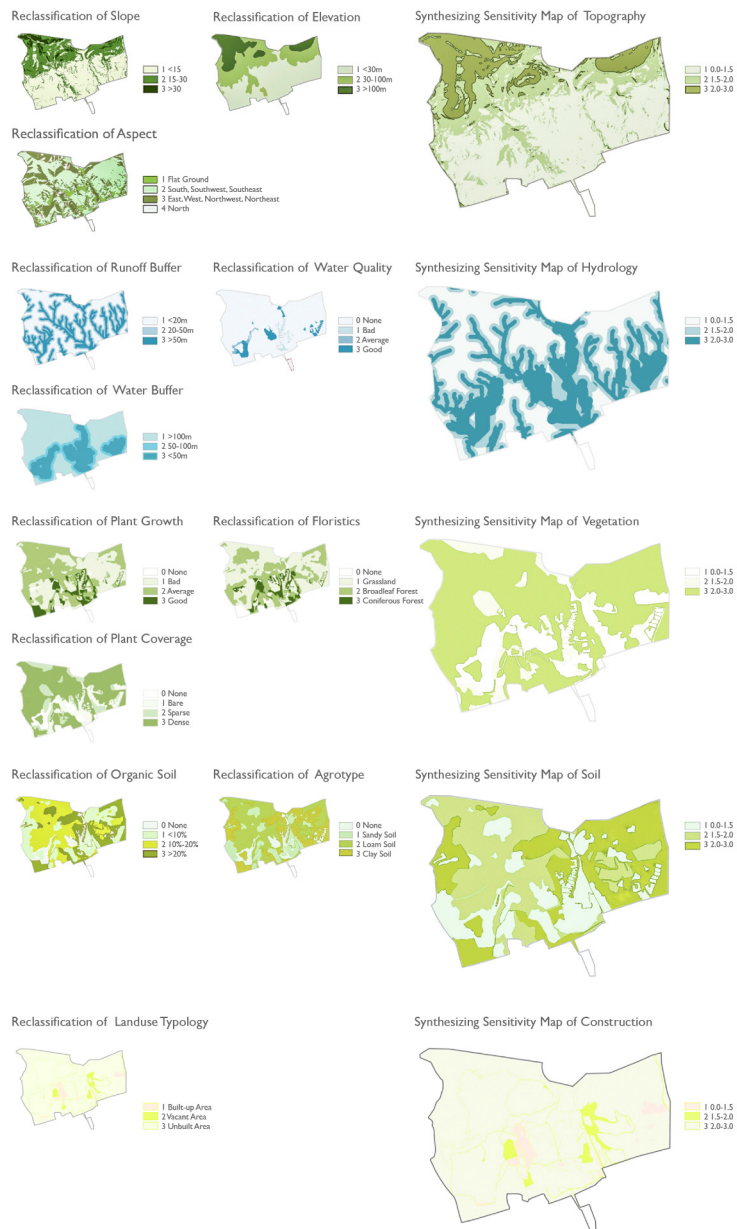 Reclassification of Slope
1 <15
2 15-30
3 >30
Reclassification of Elevation
1 <30m
2 30-100m
3 >100m
Synthesizing Sensitivity Map of Topography
1 0.0-1.5
2 1.5-2.0
3 2.0-3.0
Reclassification of Aspect
1 Flat Ground
2 South, Southwest, Southeast
3 East, West, Northwest, Northeast
4 North
Reclassification of Runoff Buffer
1 <20m
2 20-50m
3 >50m
Reclassification of Water Quality
0 None
1 Bad
2 Average
3 Good
Synthesizing Sensitivity Map of Hydrology
1 0.0-1.5
2 1.5-2.0
3 2.0-3.0
Reclassification of Water Buffer
1 >100m
2 50-100m
3 <50m
Reclassification of Plant Growth
0 None
1 Bad
2 Average
3 Good
Reclassification of Floristics
0 None
1 Grassland
2 Broadleaf Forest
3 Coniferous Forest
Synthesizing Sensitivity Map of Vegetation
1 0.0-1.5
2 1.5-2.0
3 2.0-3.0
Reclassification of Plant Coverage
0 None
1 Bare
2 Sparse
3 Dense
Reclassification of Organic Soil
0 None
1 <10%
2 10%-20%
3 >20%
Reclassification of Agrotype
0 None
1 Sandy Soil
2 Loam Soil
3 Clay Soil
Synthesizing Sensitivity Map of Soil
1 0.0-1.5
2 1.5-2.0
3 2.0-3.0
Reclassification of Landuse Typology
1 Built-up Area
2 Vacant Area
3 Unbuilt Area
Synthesizing Sensitivity Map of Construction
1 0.0-1.5
2 1.5-2.0
3 2.0-3.0